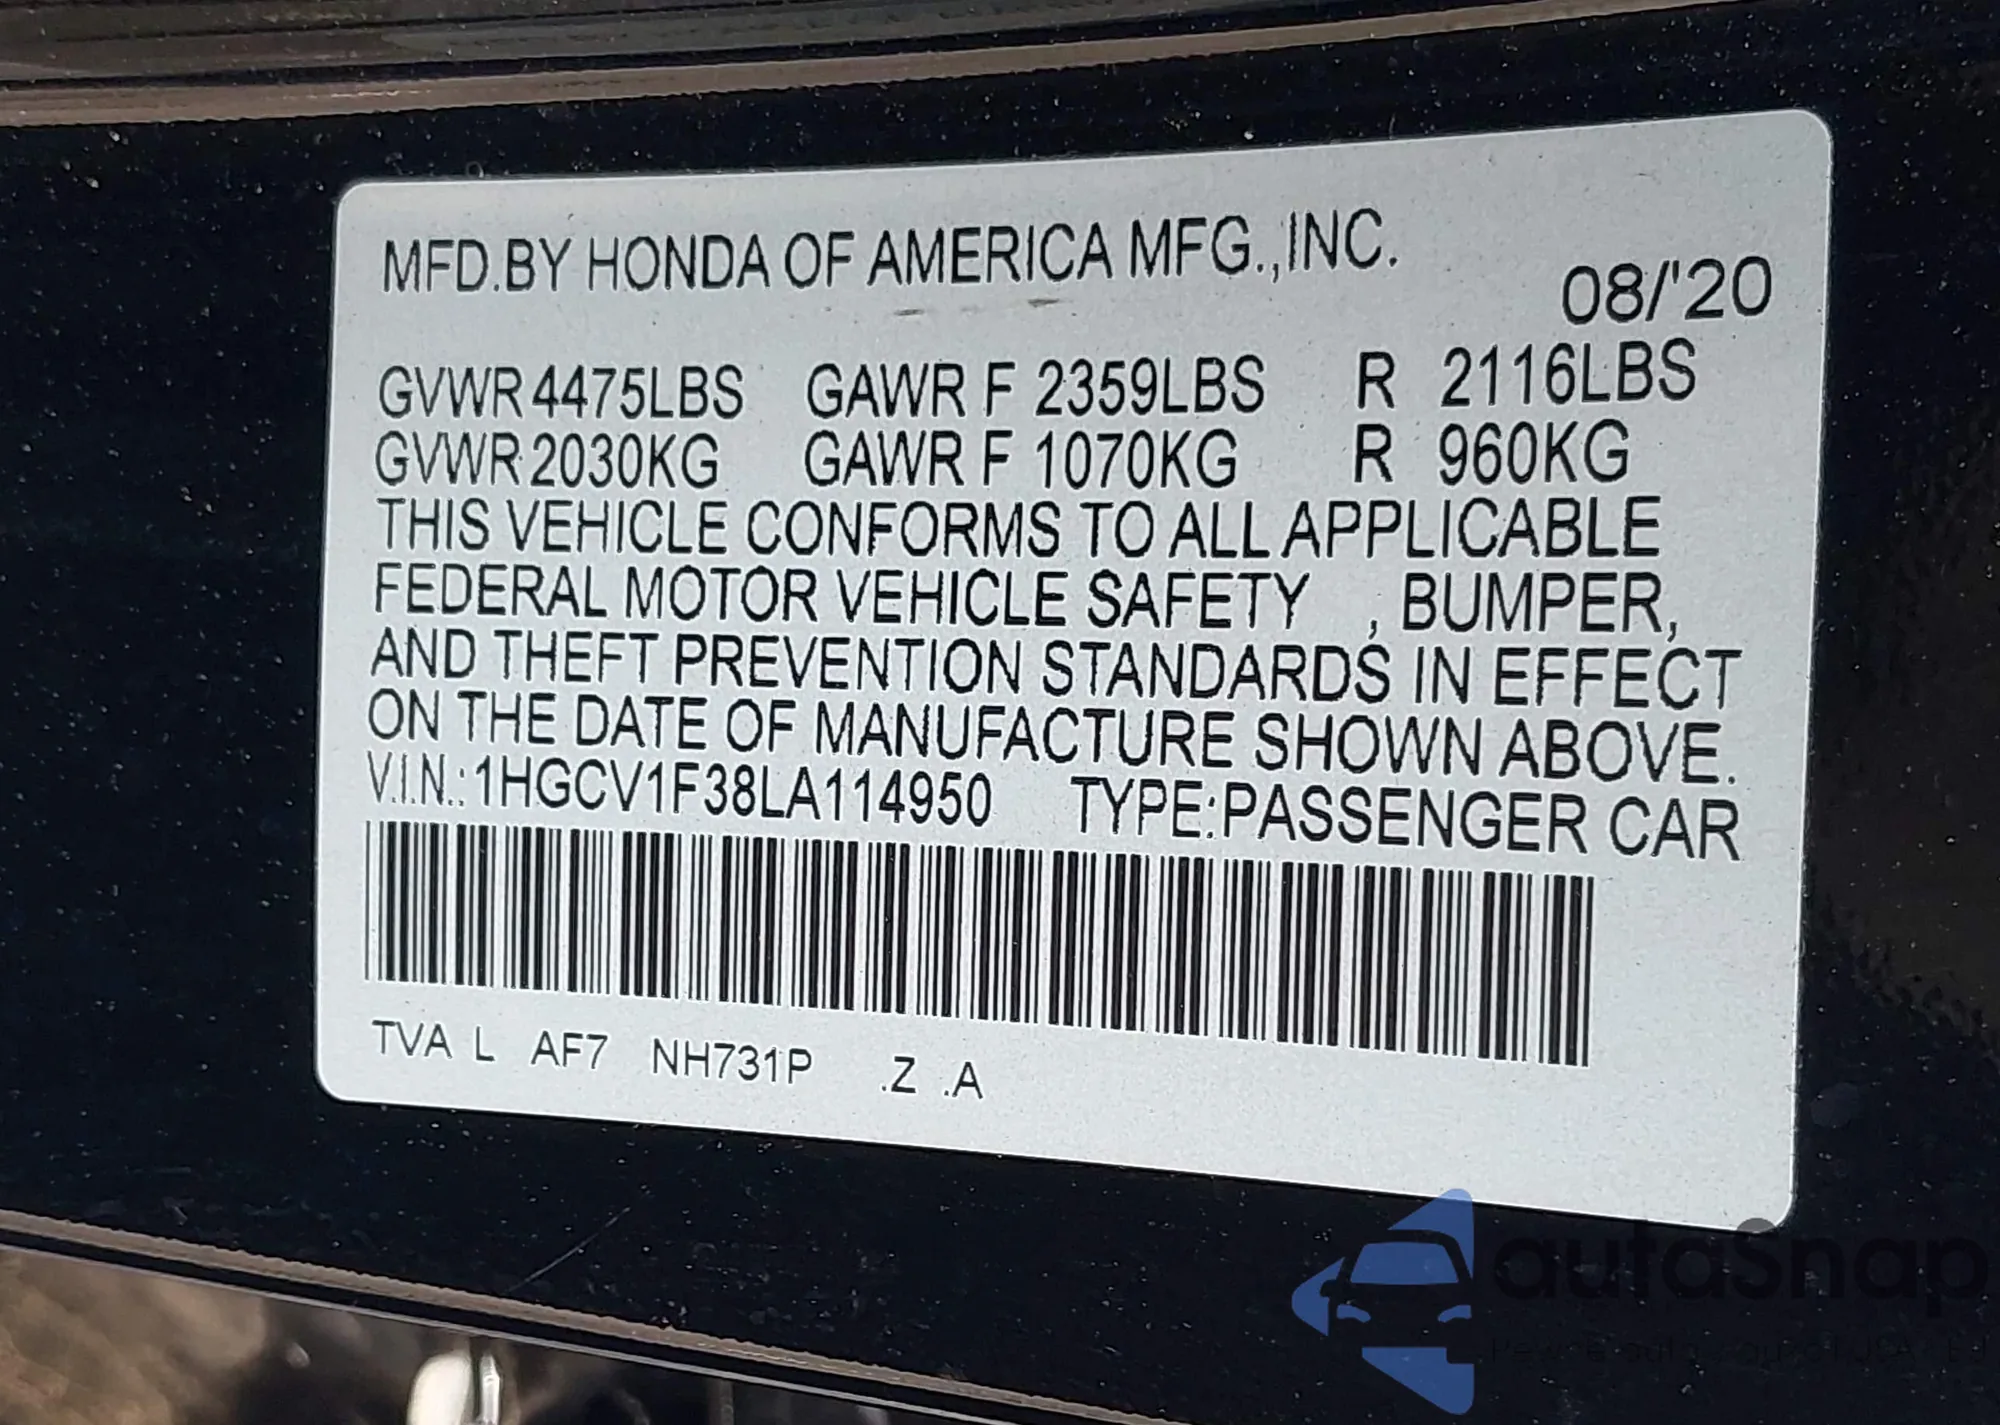 MFD.BY HONDA OF AMERICA MFG.,INC.
08/'20
GVWR 4475LBS GAWR F 2359LBS R 2116LBS
GVWR 2030KG GAWR F 1070KG R 960KG
THIS VEHICLE CONFORMS TO ALL APPLICABLE
FEDERAL MOTOR VEHICLE SAFETY , BUMPER,
AND THEFT PREVENTION STANDARDS IN EFFECT
ON THE DATE OF MANUFACTURE SHOWN ABOVE.
V.I.N.: 1HGCV1F38LA114950 TYPE:PASSENGER CAR
TVA L AF7 NH731P .Z .A
autaSnap